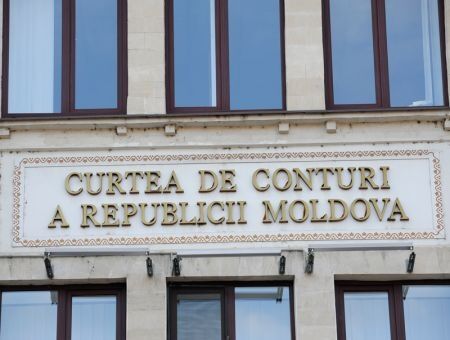 CURTEA DE CONTURI
A REPUBLICII MOLDOVA